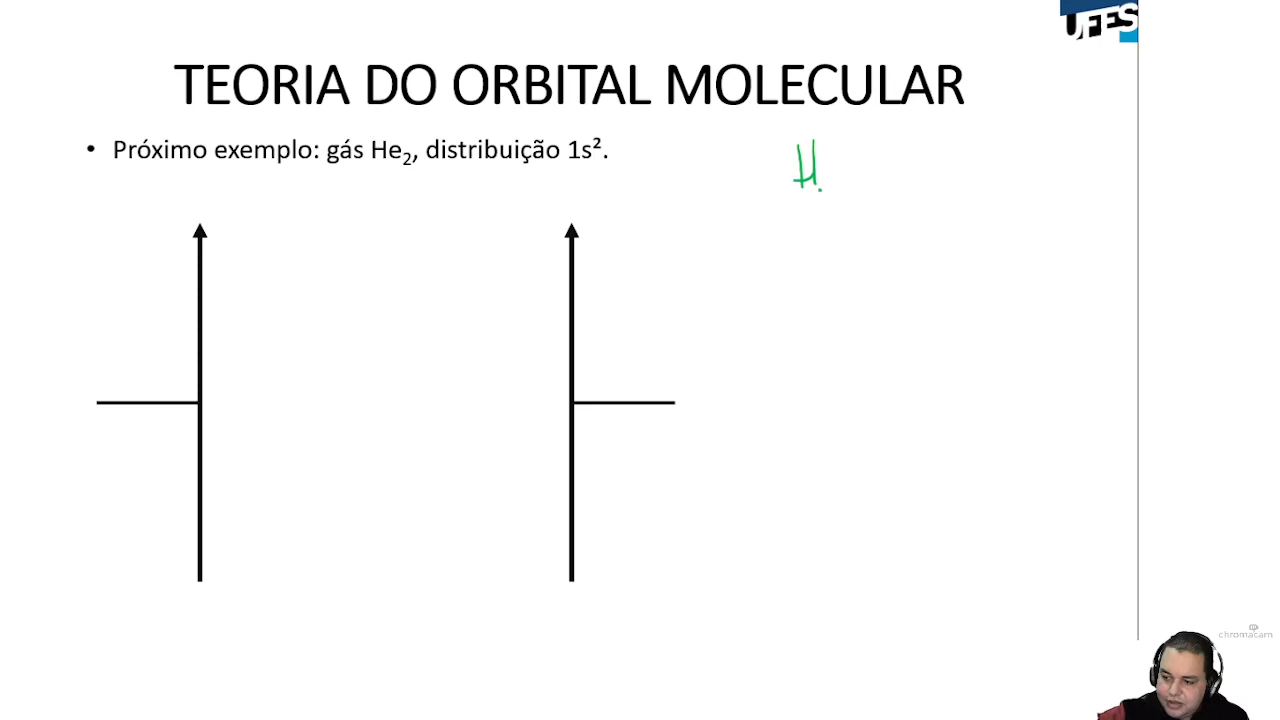 UFES
TEORIA DO ORBITAL MOLECULAR
• Próximo exemplo: gás He₂, distribuição 1s².
H
chromacam